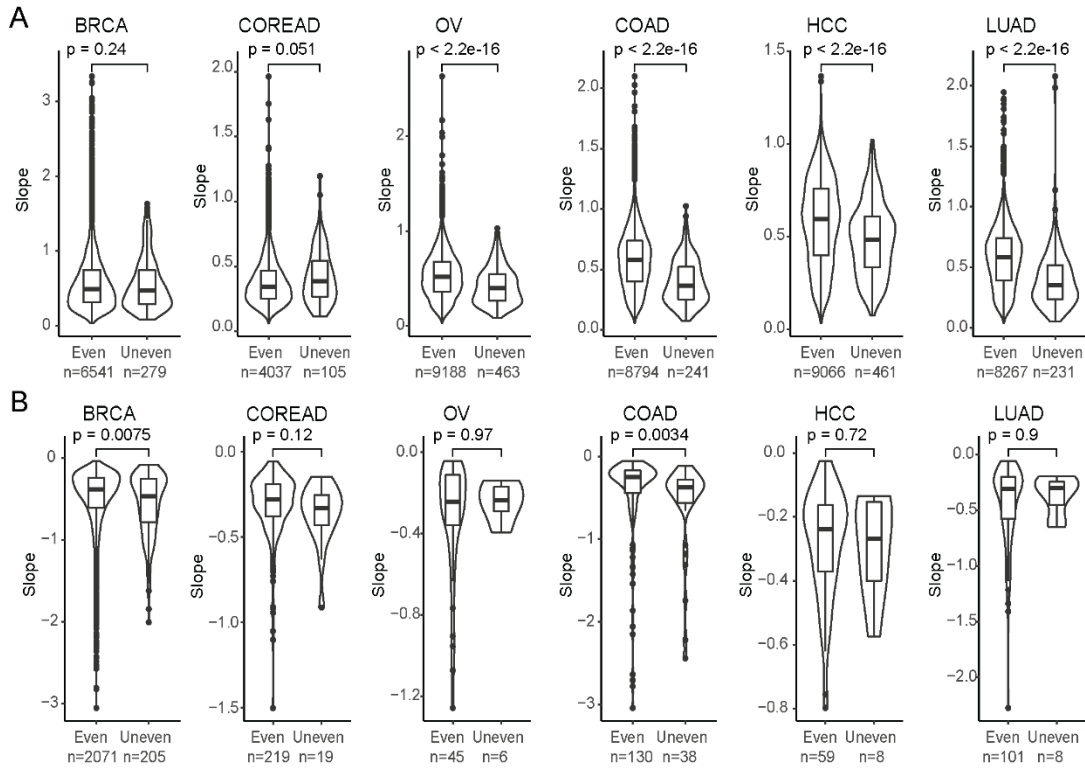 A
BRCA COREAD OV COAD HCC LUAD
p = 0.24 p = 0.051 p < 2.2e-16 p < 2.2e-16 p < 2.2e-16 p < 2.2e-16
Slope Slope Slope Slope Slope Slope
3 2.0 2 2.0 1.5 2.0
2 1.5 1 1.5 1.0 1.5
1 1.0 0 1.0 0.5 1.0
0 0.5 0.5 0.0 0.5
0.0 0.0 0.0
Even Uneven Even Uneven Even Uneven Even Uneven Even Uneven Even Uneven
n=6541 n=279 n=4037 n=105 n=9188 n=463 n=8794 n=241 n=9066 n=461 n=8267 n=231
B
BRCA COREAD OV COAD HCC LUAD
p = 0.0075 p = 0.12 p = 0.97 p = 0.0034 p = 0.72 p = 0.9
Slope Slope Slope Slope Slope Slope
0 0.0 0.0 0 0.0 0.0
−1 −0.5 −0.4 −1 −0.2 −0.5
−2 −1.0 −0.8 −2 −0.4 −1.0
−3 −1.5 −1.2 −3 −0.6 −1.5
−0.8 −2.0
Even Uneven Even Uneven Even Uneven Even Uneven Even Uneven Even Uneven
n=2071 n=205 n=219 n=19 n=45 n=6 n=130 n=38 n=59 n=8 n=101 n=8